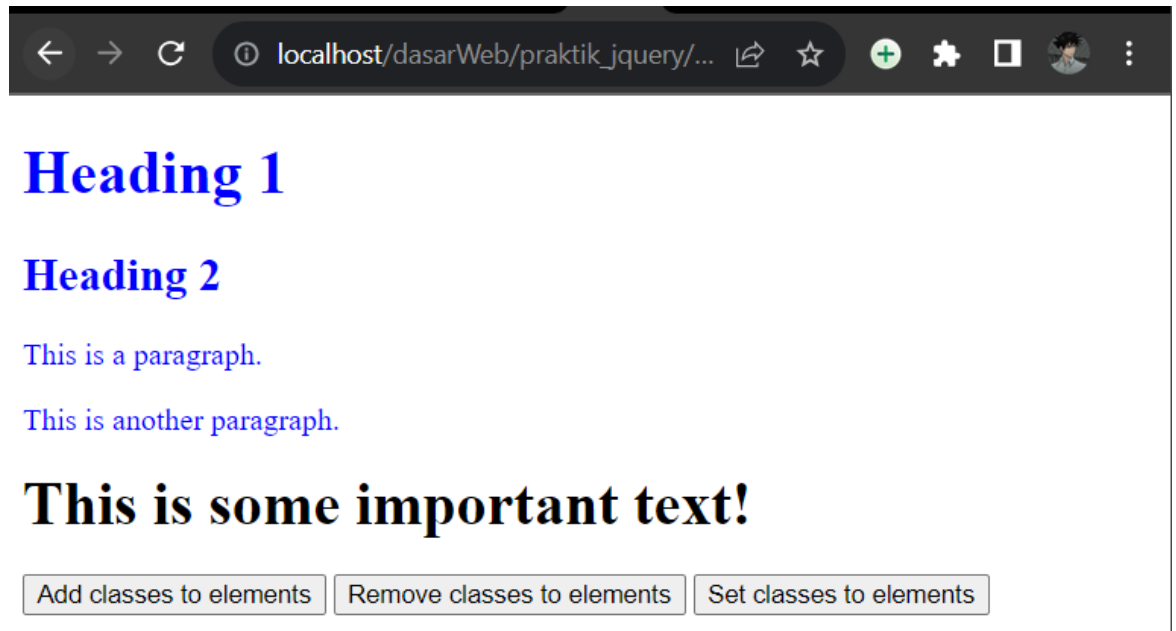 localhost/dasarWeb/praktik_jquery/...
Heading 1
Heading 2
This is a paragraph.
This is another paragraph.
This is some important text!
Add classes to elements Remove classes to elements Set classes to elements